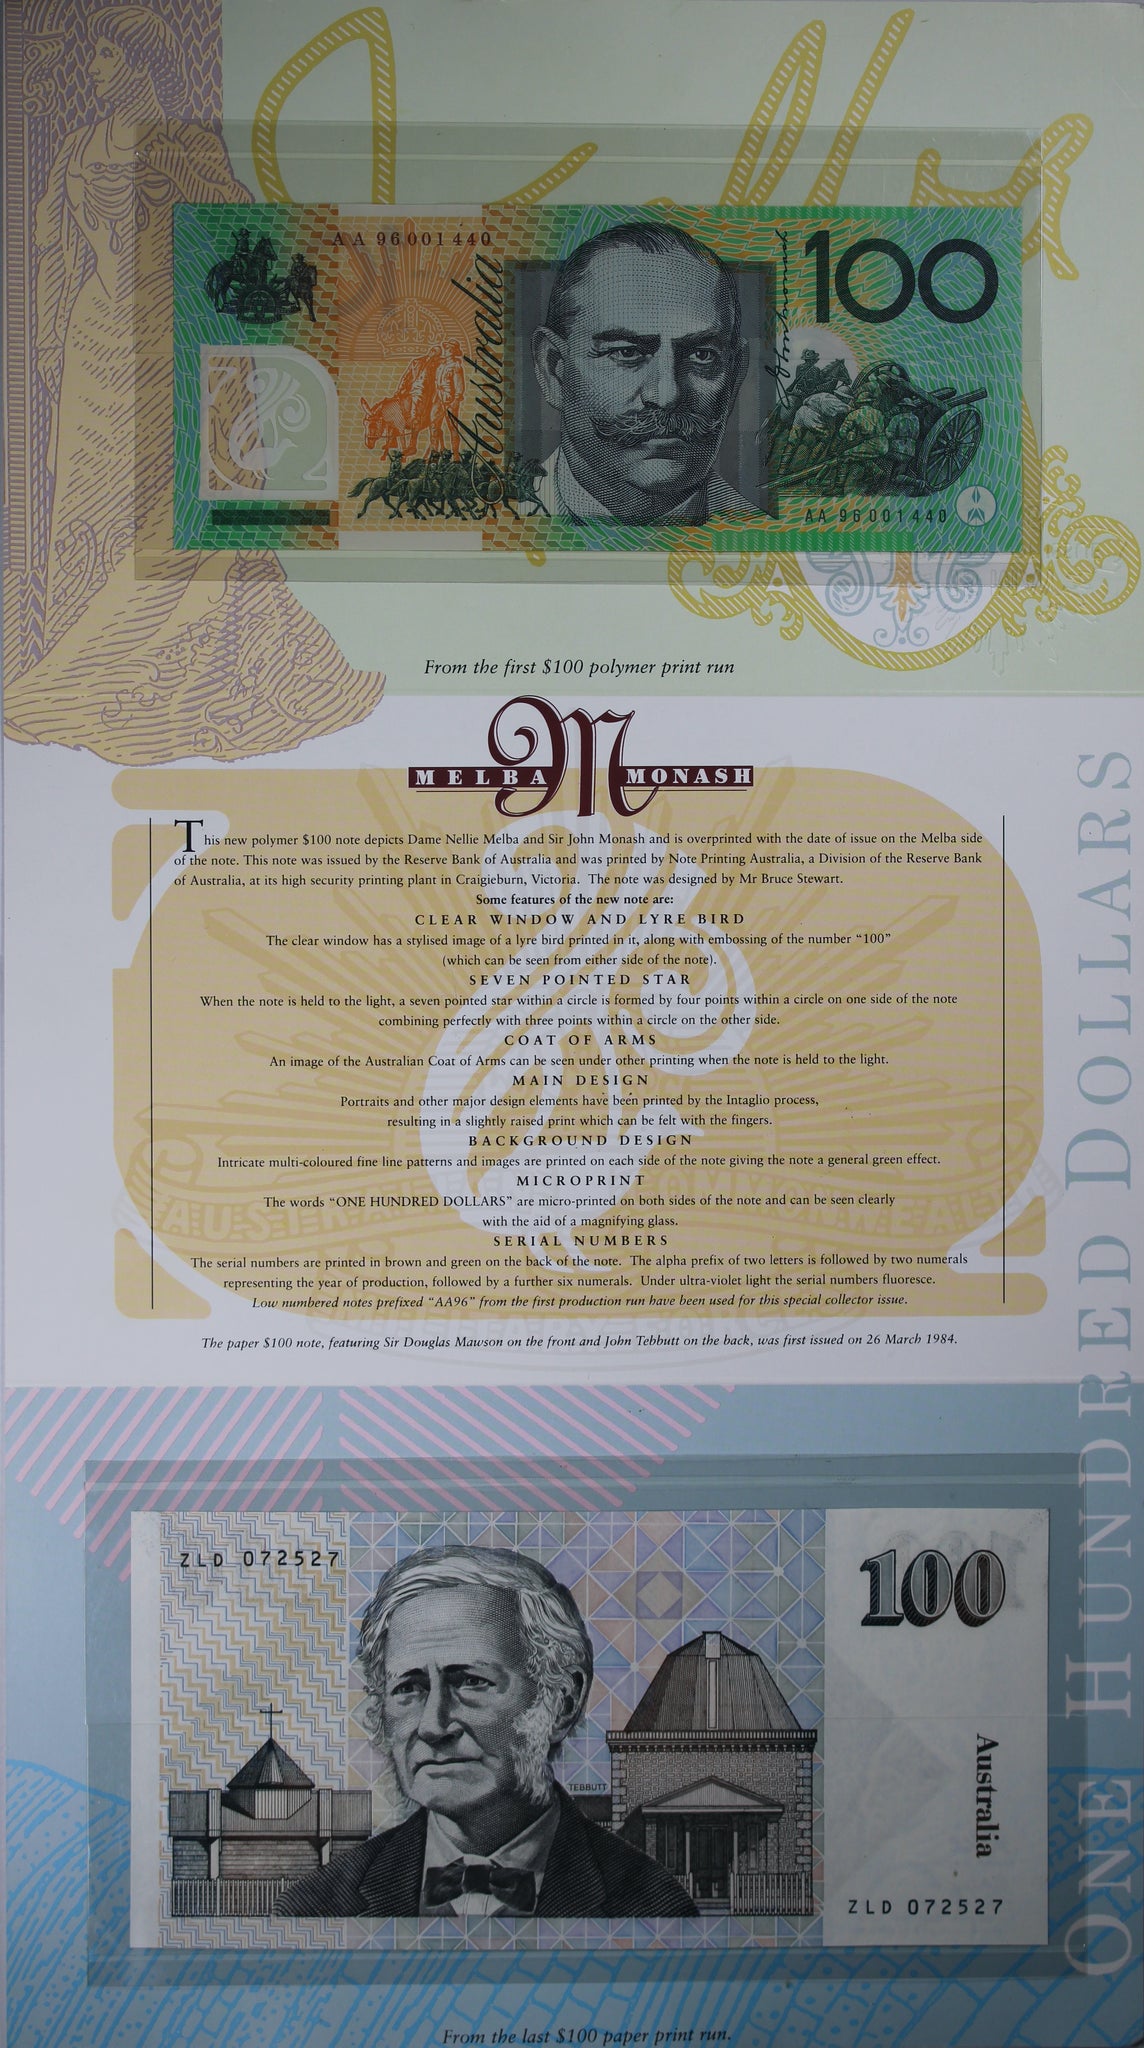 AA 96001440
Australia
100
AA 96001440
From the first $100 polymer print run
M
MELBA MONASH
This new polymer $100 note depicts Dame Nellie Melba and Sir John Monash and is overprinted with the date of issue on the Melba side
of the note. This note was issued by the Reserve Bank of Australia and was printed by Note Printing Australia, a Division of the Reserve Bank
of Australia, at its high security printing plant in Craigieburn, Victoria. The note was designed by Mr Bruce Stewart.
Some features of the new note are:
CLEAR WINDOW AND LYRE BIRD
The clear window has a stylised image of a lyre bird printed in it, along with embossing of the number “100”
(which can be seen from either side of the note).
SEVEN POINTED STAR
When the note is held to the light, a seven pointed star within a circle is formed by four points within a circle on one side of the note
combining perfectly with three points within a circle on the other side.
COAT OF ARMS
An image of the Australian Coat of Arms can be seen under other printing when the note is held to the light.
MAIN DESIGN
Portraits and other major design elements have been printed by the Intaglio process,
resulting in a slightly raised print which can be felt with the fingers.
BACKGROUND DESIGN
Intricate multi-coloured fine line patterns and images are printed on each side of the note giving the note a general green effect.
MICROPRINT
The words “ONE HUNDRED DOLLARS” are micro-printed on both sides of the note and can be seen clearly
with the aid of a magnifying glass.
SERIAL NUMBERS
The serial numbers are printed in brown and green on the back of the note. The alpha prefix of two letters is followed by two numerals
representing the year of production, followed by a further six numerals. Under ultra-violet light the serial numbers fluoresce.
Low numbered notes prefixed “AA96” from the first production run have been used for this special collector issue.
The paper $100 note, featuring Sir Douglas Mawson on the front and John Tebbutt on the back, was first issued on 26 March 1984.
ONE HUNDRED DOLLARS
ZLD 072527
100
TEBBUTT
Australia
ZLD 072527
From the last $100 paper print run.